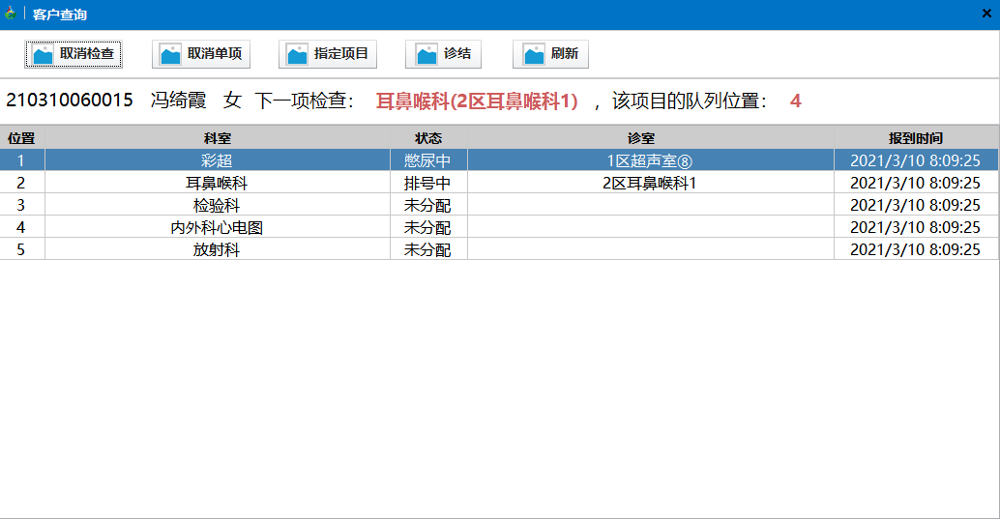 客户查询
取消检查 取消单项 指定项目 诊结 刷新
210310060015 冯绮霞 女 下一项检查： 耳鼻喉科(2区耳鼻喉科1) ，该项目的队列位置： 4
位置 科室 状态 诊室 报到时间
1 彩超 憋尿中 1区超声室⑧ 2021/3/10 8:09:25
2 耳鼻喉科 排号中 2区耳鼻喉科1 2021/3/10 8:09:25
3 检验科 未分配 2021/3/10 8:09:25
4 内外科心电图 未分配 2021/3/10 8:09:25
5 放射科 未分配 2021/3/10 8:09:25